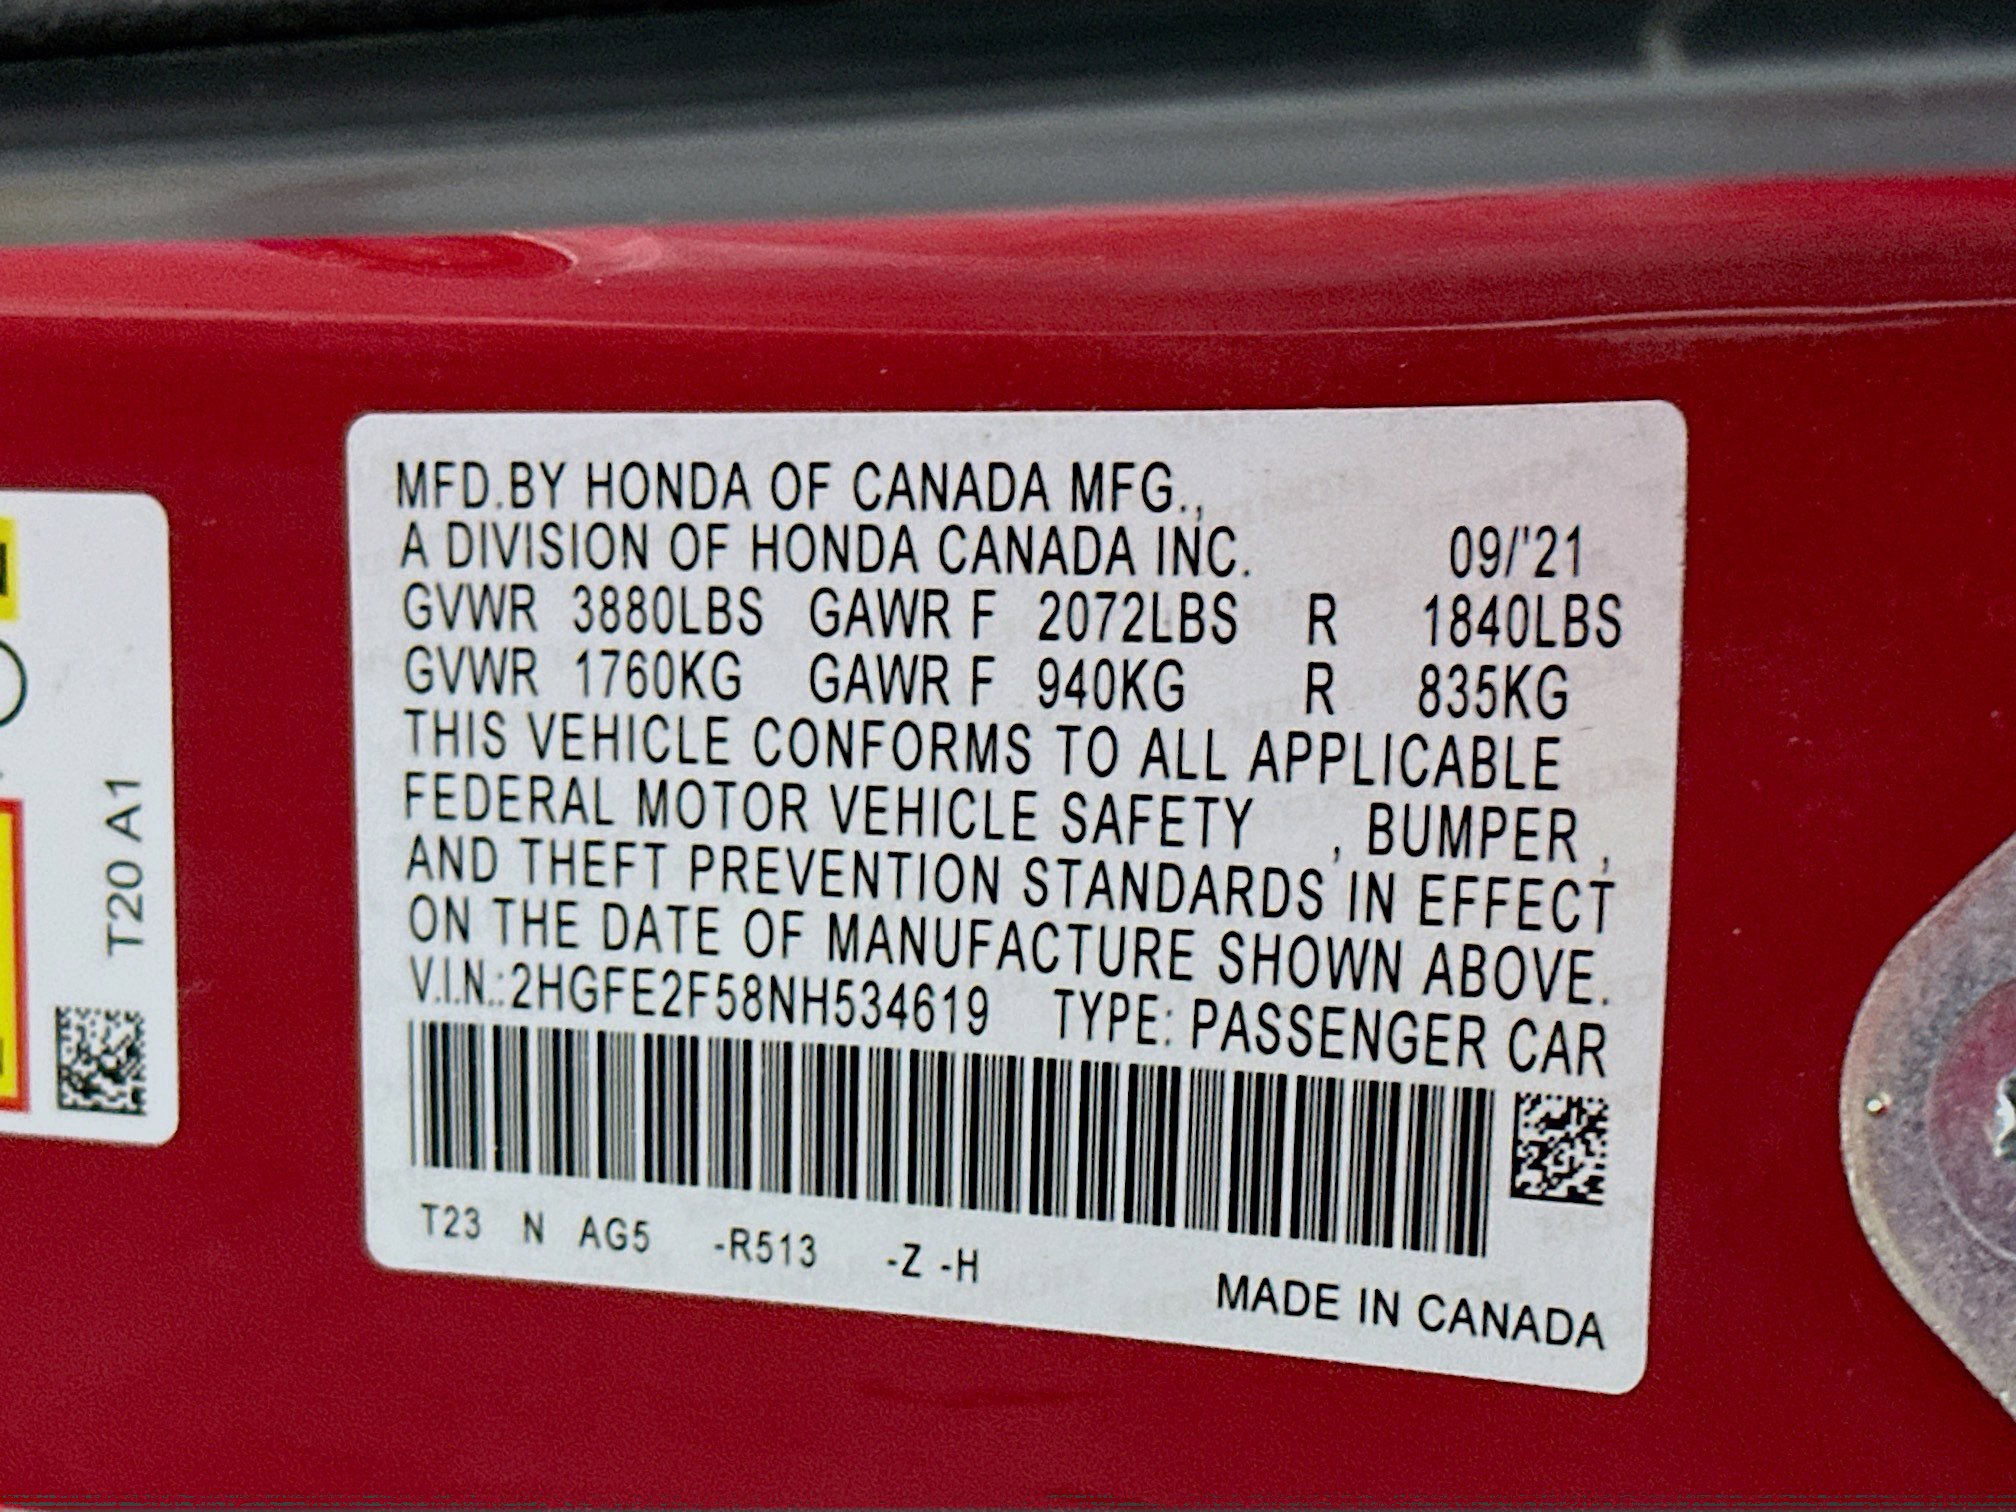 MFD.BY HONDA OF CANADA MFG.,
A DIVISION OF HONDA CANADA INC. 09/'21
GVWR 3880LBS GAWR F 2072LBS R 1840LBS
GVWR 1760KG GAWR F 940KG R 835KG
THIS VEHICLE CONFORMS TO ALL APPLICABLE
FEDERAL MOTOR VEHICLE SAFETY , BUMPER ,
AND THEFT PREVENTION STANDARDS IN EFFECT
ON THE DATE OF MANUFACTURE SHOWN ABOVE.
V.I.N.:2HGFE2F58NH534619 TYPE: PASSENGER CAR
T23 N AG5 -R513 -Z -H
MADE IN CANADA
T20 A1